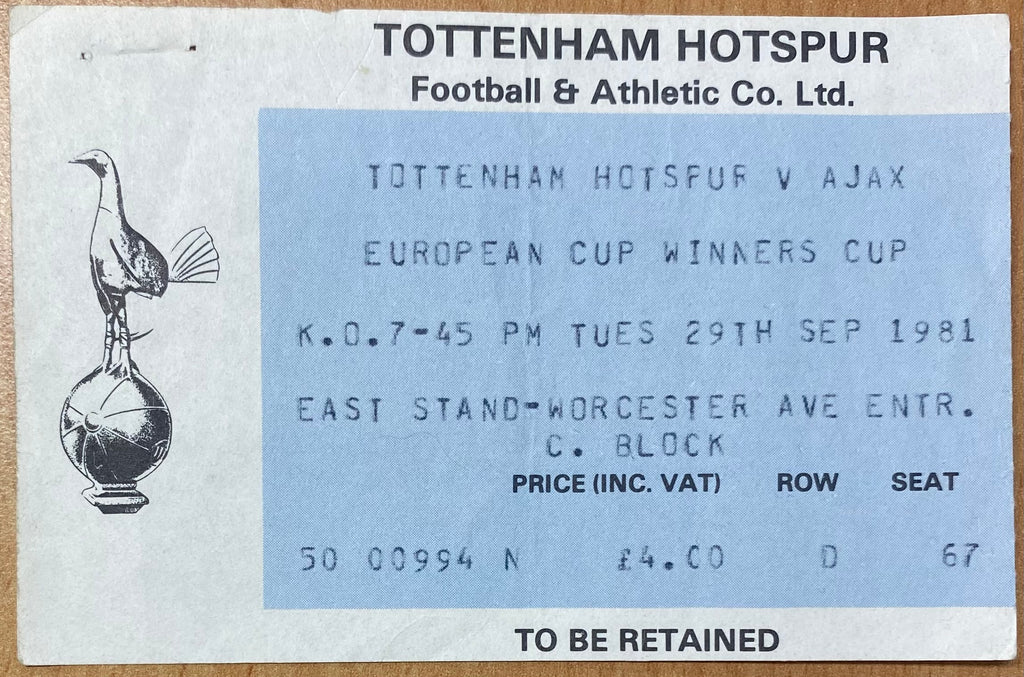 TOTTENHAM HOTSPUR
Football & Athletic Co. Ltd.
TOTTENHAM HOTSPUR V AJAX
EUROPEAN CUP WINNERS CUP
K.O.7-45 PM TUES 29TH SEP 1981
EAST STAND-WORCESTER AVE ENTR.
C. BLOCK
PRICE (INC. VAT) ROW SEAT
50 00994 N £4.00 D 67
TO BE RETAINED